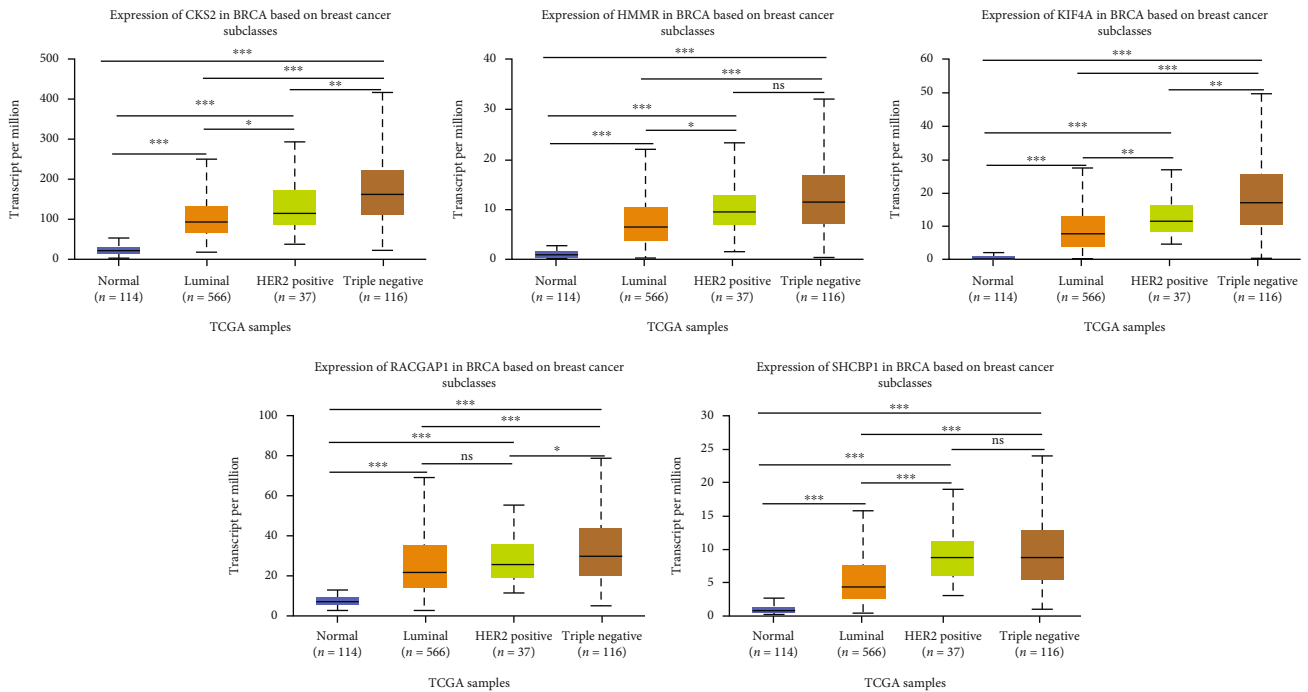 Expression of CKS2 in BRCA based on breast cancer
subclasses
Transcript per million
500
400
300
200
100
0
***
***
**
***
*
***
Normal
(n = 114)
Luminal
(n = 566)
HER2 positive
(n = 37)
Triple negative
(n = 116)
TCGA samples
Expression of HMMR in BRCA based on breast cancer
subclasses
Transcript per million
40
30
20
10
0
***
***
ns
***
*
***
Normal
(n = 114)
Luminal
(n = 566)
HER2 positive
(n = 37)
Triple negative
(n = 116)
TCGA samples
Expression of KIF4A in BRCA based on breast cancer
subclasses
Transcript per million
60
50
40
30
20
10
0
***
***
**
***
**
***
Normal
(n = 114)
Luminal
(n = 566)
HER2 positive
(n = 37)
Triple negative
(n = 116)
TCGA samples
Expression of RACGAP1 in BRCA based on breast cancer
subclasses
Transcript per million
100
80
60
40
20
0
***
***
***
*
ns
***
Normal
(n = 114)
Luminal
(n = 566)
HER2 positive
(n = 37)
Triple negative
(n = 116)
TCGA samples
Expression of SHCBP1 in BRCA based on breast cancer
subclasses
Transcript per million
30
25
20
15
10
5
0
***
***
ns
***
***
***
Normal
(n = 114)
Luminal
(n = 566)
HER2 positive
(n = 37)
Triple negative
(n = 116)
TCGA samples